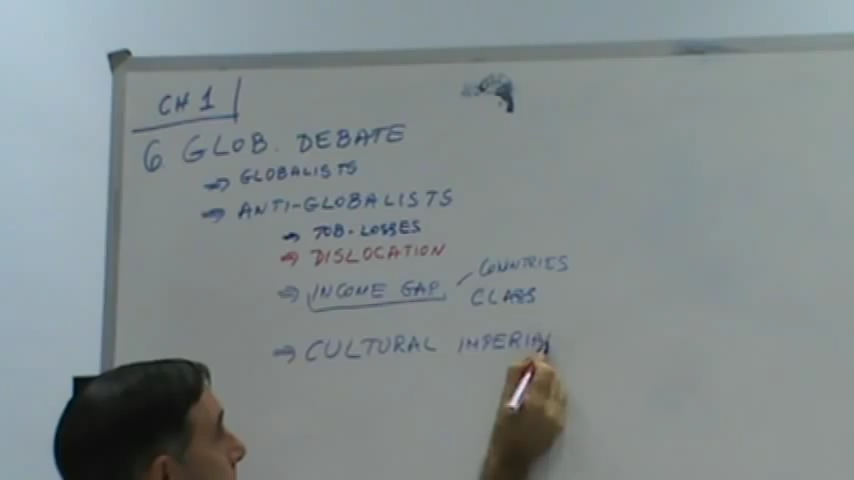 CH 1
6 GLOB. DEBATE
⇒ GLOBALISTS
⇒ ANTI-GLOBALISTS
⇒ JOB-LOSSES
⇒ DISLOCATION
⇒ INCOME GAP
COUNTRIES
CLASS
⇒ CULTURAL IMPERIA